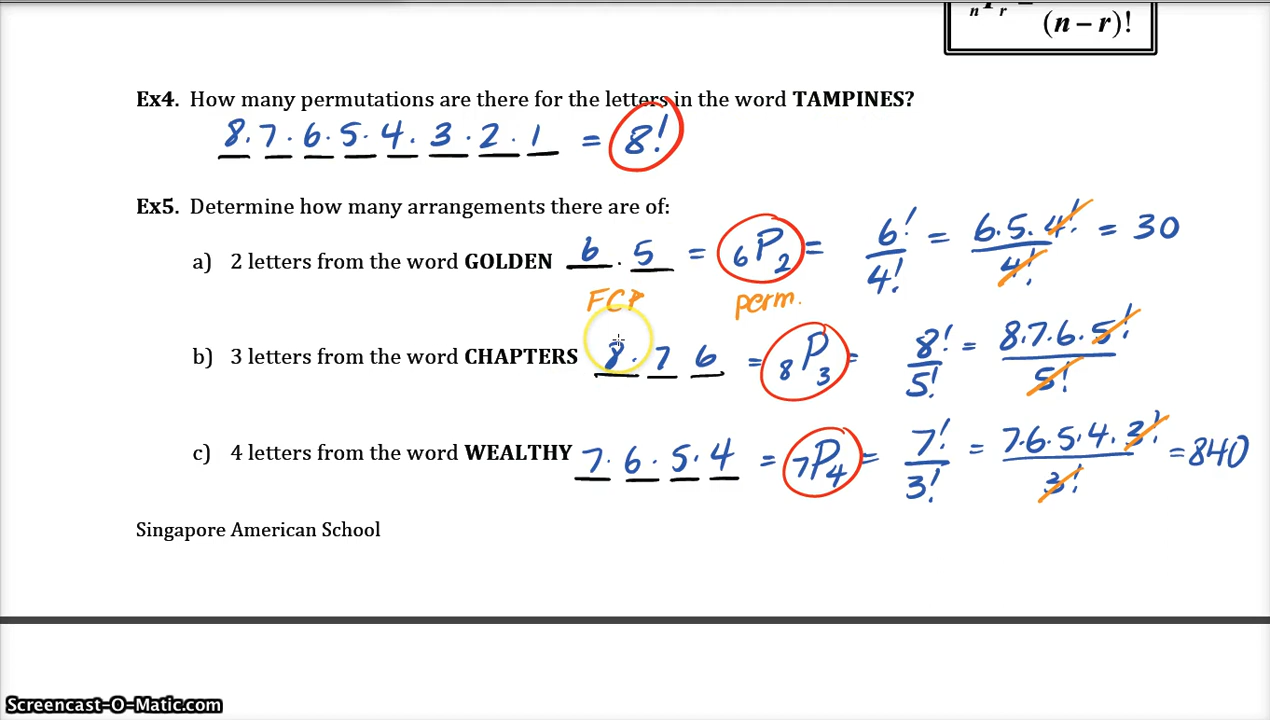 n r
(n – r)!
Ex4. How many permutations are there for the letters in the word TAMPINES?
8.7.6.5.4.3.2.1 = 8!
Ex5. Determine how many arrangements there are of:
a) 2 letters from the word GOLDEN 6.5 = 6P2 = 6!/4! = 6.5.4!/4! = 30
FCP perm.
b) 3 letters from the word CHAPTERS 8.7 6 = 8P3 = 8!/5! = 8.7.6.5!/5!
c) 4 letters from the word WEALTHY 7.6.5.4 = 7P4 = 7!/3! = 7.6.5.4.3!/3! = 840
Singapore American School
Screencast-O-Matic.com